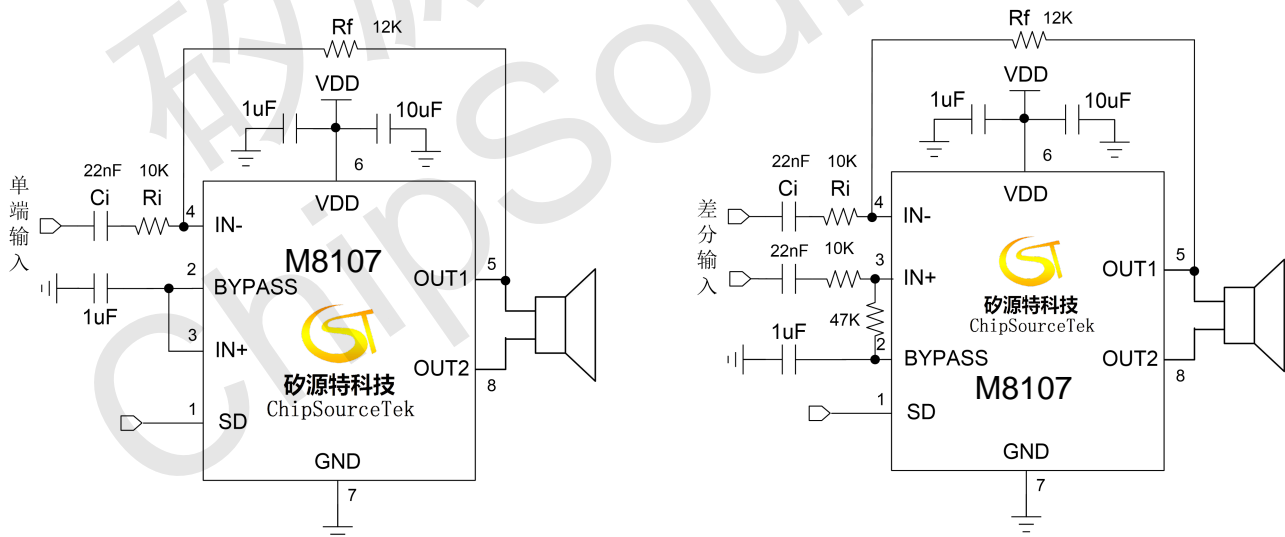 Rf 12K
VDD
1uF 10uF
6
22nF 10K
Ci Ri
4
单端输入
VDD
IN-
M8107
2
BYPASS
1uF
3
IN+
5
OUT1
矽源特科技
ChipSourceTek
OUT2
8
1
SD
GND
7
Rf 12K
VDD
1uF 10uF
6
22nF 10K
Ci Ri
4
差分输入
VDD
IN-
22nF 10K
3
IN+
5
OUT1
矽源特科技
ChipSourceTek
47K
1uF
2
BYPASS
OUT2
8
M8107
1
SD
GND
7
ChipSour